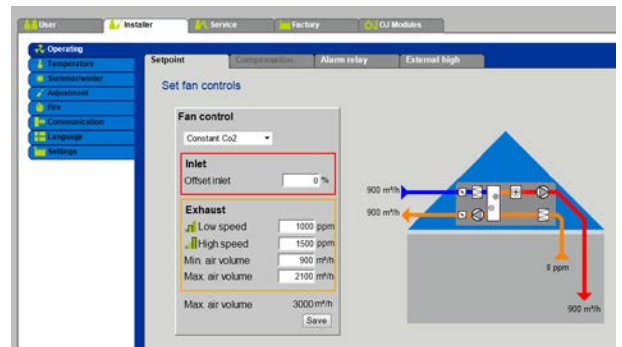 User Installer Service Factory OJ Modules
Operating
Temperature
Summer/winter
Adjustment
Fire
Communication
Language
Settings
Setpoint Compensation Alarm relay External high
Set fan controls
Fan control
Constant Co2
Inlet
Offset inlet 0 %
Exhaust
Low speed 1000 ppm
High speed 1500 ppm
Min. air volume 900 m³/h
Max. air volume 2100 m³/h
Max. air volume 3000 m³/h
Save
900 m³/h
900 m³/h
0 ppm
900 m³/h